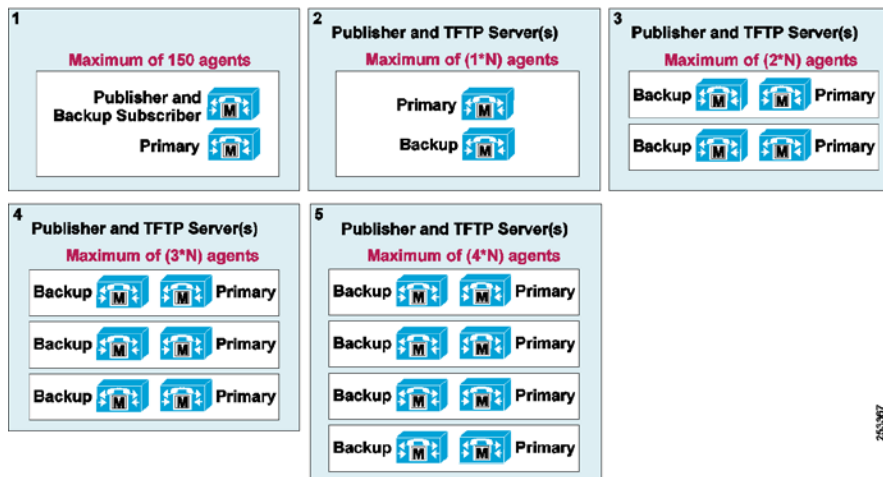 1
Maximum of 150 agents
Publisher and
Backup Subscriber
M
Primary
M
2
Publisher and TFTP Server(s)
Maximum of (1*N) agents
Primary
M
Backup
M
3
Publisher and TFTP Server(s)
Maximum of (2*N) agents
Backup M M Primary
Backup M M Primary
4
Publisher and TFTP Server(s)
Maximum of (3*N) agents
Backup M M Primary
Backup M M Primary
Backup M M Primary
5
Publisher and TFTP Server(s)
Maximum of (4*N) agents
Backup M M Primary
Backup M M Primary
Backup M M Primary
Backup M M Primary
253367